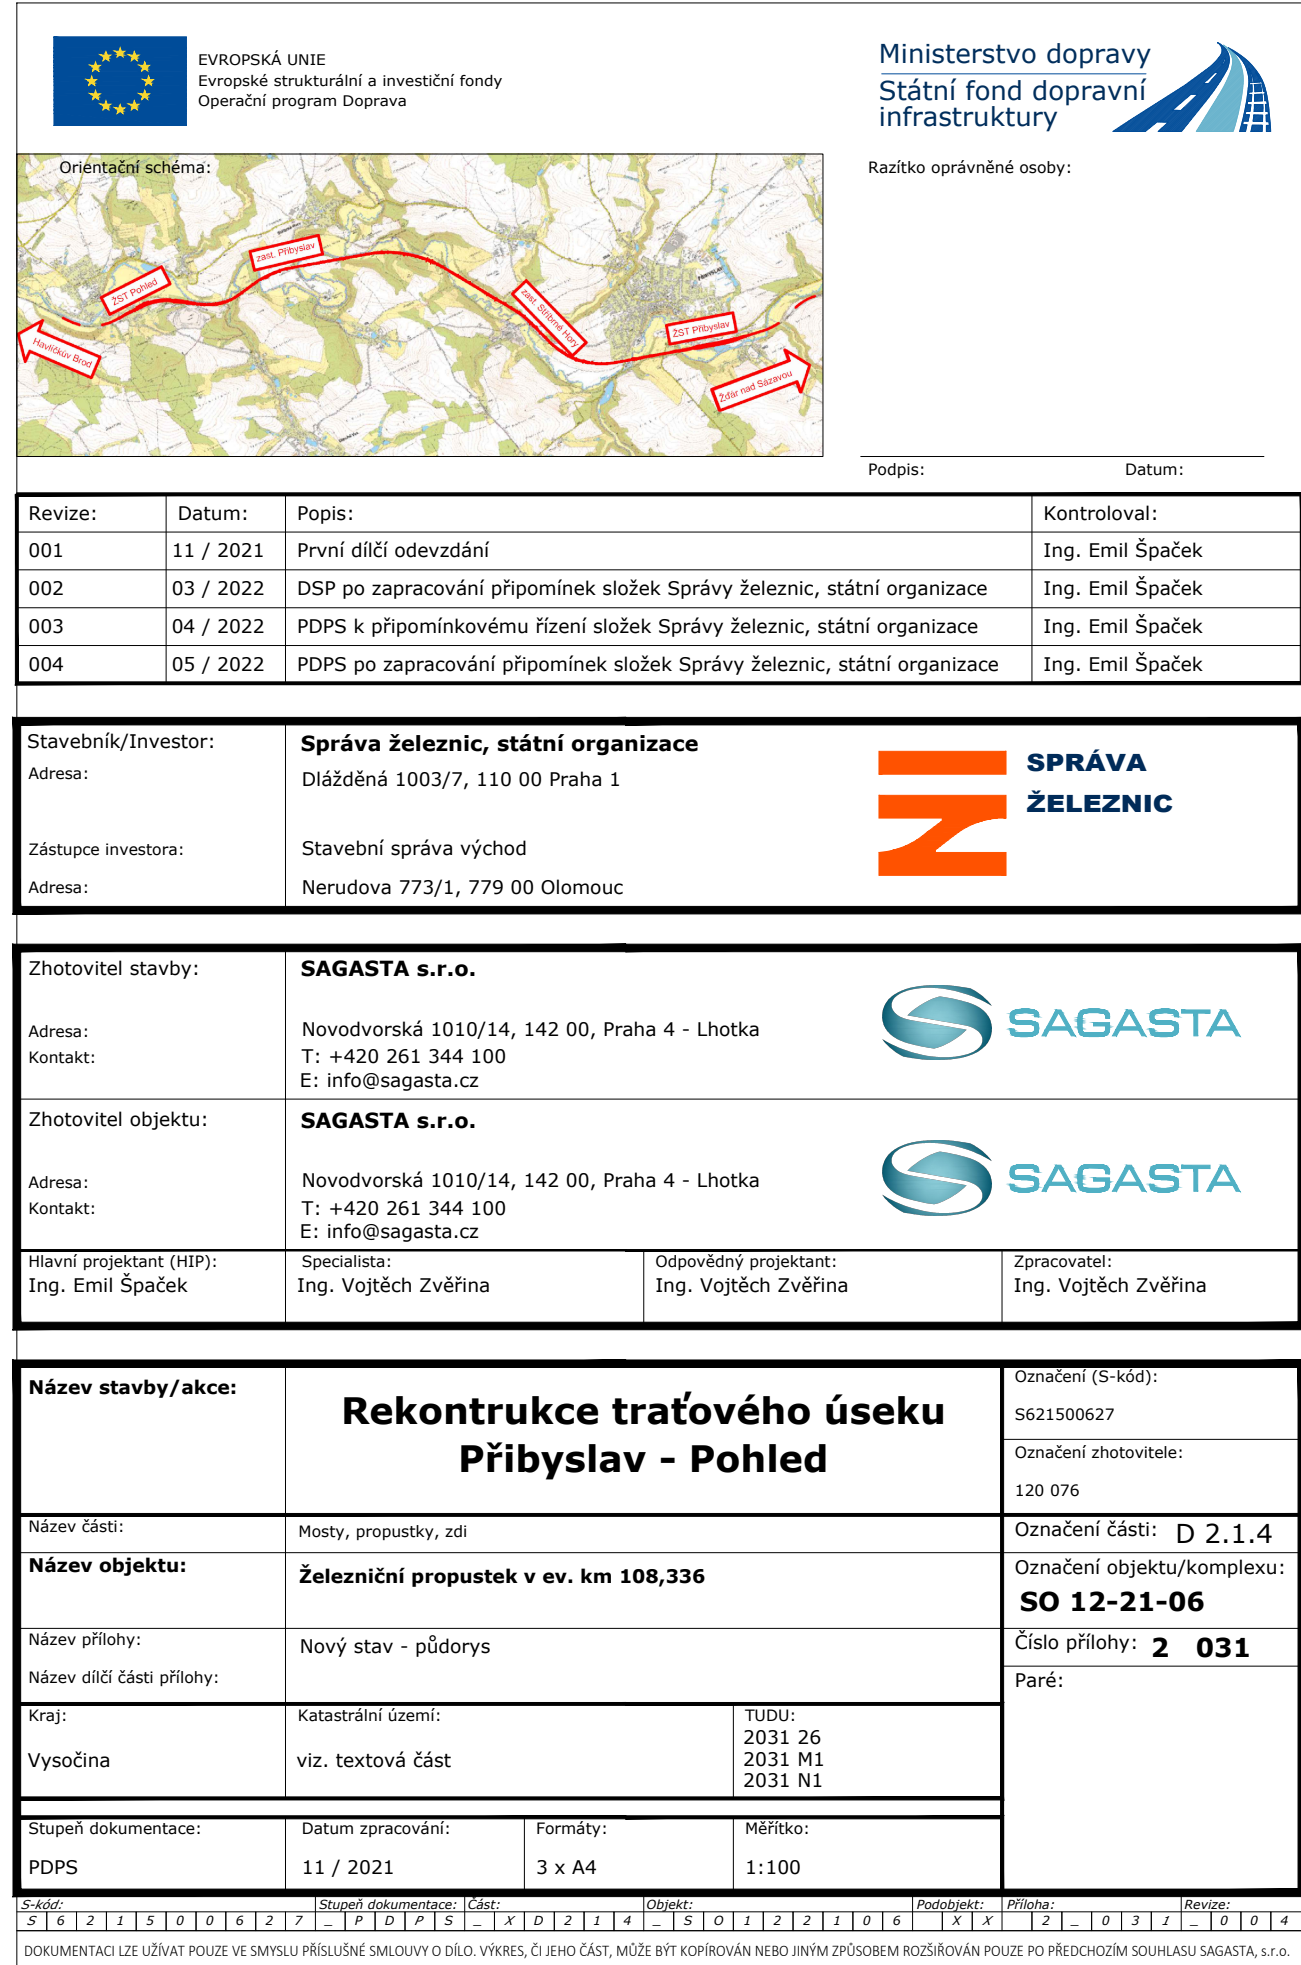 EVROPSKÁ UNIE
Evropské strukturální a investiční fondy
Operační program Doprava
Ministerstvo dopravy
Státní fond dopravní
infrastruktury
Orientační schéma:
Razítko oprávněné osoby:
ŽST Pohled
zast. Přibyslav
zast. Stříbrné Hory
ŽST Přibyslav
Havlíčkův Brod
Žďár nad Sázavou
Podpis: Datum:
Revize: Datum: Popis: Kontroloval:
001 11 / 2021 První dílčí odevzdání Ing. Emil Špaček
002 03 / 2022 DSP po zapracování připomínek složek Správy železnic, státní organizace Ing. Emil Špaček
003 04 / 2022 PDPS k připomínkovému řízení složek Správy železnic, státní organizace Ing. Emil Špaček
004 05 / 2022 PDPS po zapracování připomínek složek Správy železnic, státní organizace Ing. Emil Špaček
Stavebník/Investor: Správa železnic, státní organizace
Adresa: Dlážděná 1003/7, 110 00 Praha 1
SPRÁVA
ŽELEZNIC
Zástupce investora: Stavební správa východ
Adresa: Nerudova 773/1, 779 00 Olomouc
Zhotovitel stavby: SAGASTA s.r.o.
SAGASTA
Adresa: Novodvorská 1010/14, 142 00, Praha 4 - Lhotka
Kontakt: T: +420 261 344 100
E: info@sagasta.cz
Zhotovitel objektu: SAGASTA s.r.o.
SAGASTA
Adresa: Novodvorská 1010/14, 142 00, Praha 4 - Lhotka
Kontakt: T: +420 261 344 100
E: info@sagasta.cz
Hlavní projektant (HIP): Specialista: Odpovědný projektant: Zpracovatel:
Ing. Emil Špaček Ing. Vojtěch Zvěřina Ing. Vojtěch Zvěřina Ing. Vojtěch Zvěřina
Název stavby/akce:
Rekontrukce traťového úseku
Přibyslav - Pohled
Označení (S-kód):
S621500627
Označení zhotovitele:
120 076
Název části: Mosty, propustky, zdi
Označení části: D 2.1.4
Název objektu: Železniční propustek v ev. km 108,336
Označení objektu/komplexu:
SO 12-21-06
Název přílohy: Nový stav - půdorys
Číslo přílohy: 2 031
Název dílčí části přílohy:
Paré:
Kraj: Katastrální území: TUDU:
Vysočina viz. textová část
2031 26
2031 M1
2031 N1
Stupeň dokumentace: Datum zpracování: Formáty: Měřítko:
PDPS 11 / 2021 3 x A4 1:100
S-kód: Stupeň dokumentace: Část: Objekt: Podobjekt: Příloha: Revize:
S 6 2 1 5 0 0 6 2 7 _ P D P S _ X D 2 1 4 _ S O 1 2 2 1 0 6 X X 2 _ 0 3 1 _ 0 0 4
DOKUMENTACI LZE UŽÍVAT POUZE VE SMYSLU PŘÍSLUŠNÉ SMLOUVY O DÍLO. VÝKRES, ČI JEHO ČÁST, MŮŽE BÝT KOPÍROVÁN NEBO JINÝM ZPŮSOBEM ROZŠIŘOVÁN POUZE PO PŘEDCHOZÍM SOUHLASU SAGASTA, s.r.o.